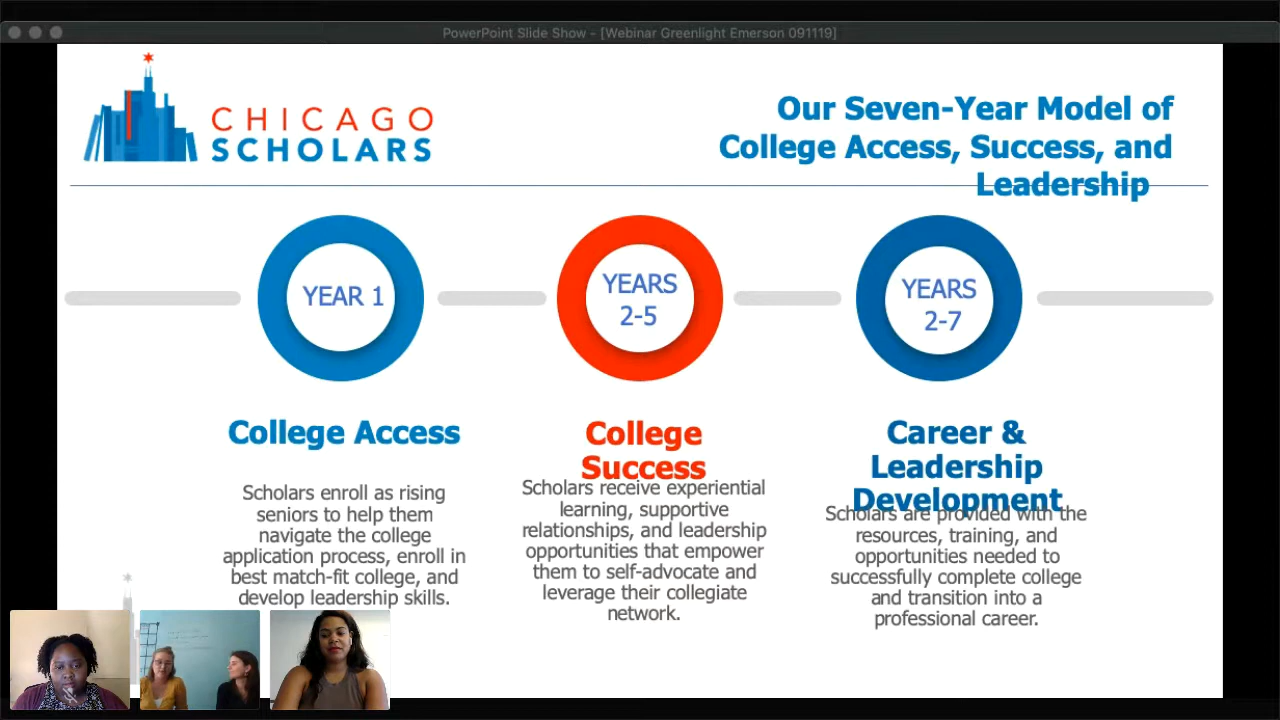 PowerPoint Slide Show - [Webinar Greenlight Emerson 091119]
CHICAGO
SCHOLARS
Our Seven-Year Model of
College Access, Success, and
Leadership
YEAR 1
YEARS
2-5
YEARS
2-7
College Access
Scholars enroll as rising
seniors to help them
navigate the college
application process, enroll in
best match-fit college, and
develop leadership skills.
College
Success
Scholars receive experiential
learning, supportive
relationships, and leadership
opportunities that empower
them to self-advocate and
leverage their collegiate
network.
Career &
Leadership
Development
Scholars are provided with the
resources, training, and
opportunities needed to
successfully complete college
and transition into a
professional career.